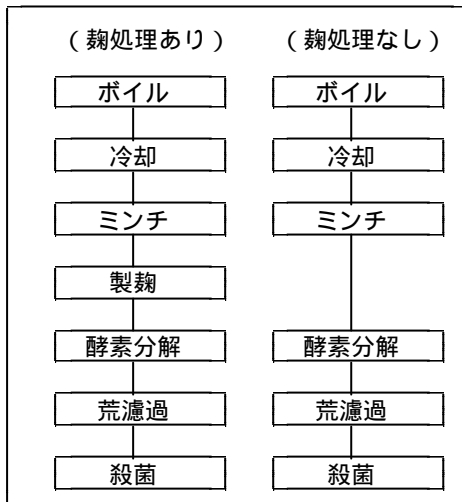 （麹処理あり）
ボイル
冷却
ミンチ
製麹
酵素分解
荒濾過
殺菌
（麹処理なし）
ボイル
冷却
ミンチ
酵素分解
荒濾過
殺菌